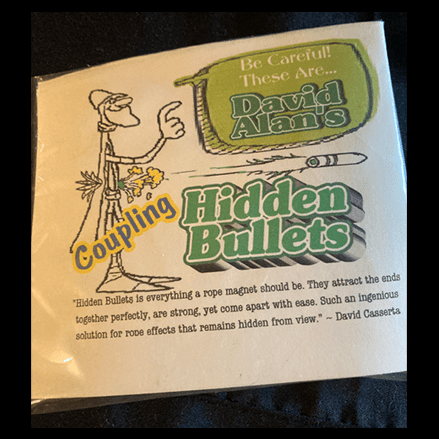 Be Careful!
These Are...
David
Alan's
Coupling
Hidden
Bullets
"Hidden Bullets is everything a rope magnet should be. They attract the ends
together perfectly, are strong, yet come apart with ease. Such an ingenious
solution for rope effects that remains hidden from view." ~ David Casserta